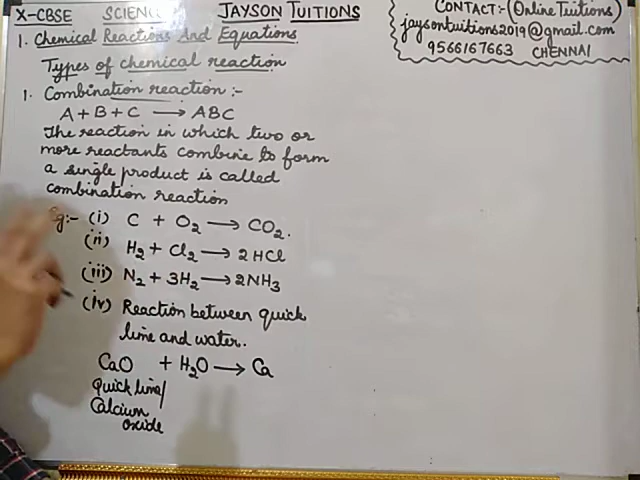 X-CBSE SCIENCE JAYSON TUITIONS
CONTACT:-(Online Tuitions)
jaysontuitions2019@gmail.com
9566167663 CHENNAI
1. Chemical Reactions And Equations
Types of chemical reaction
1. Combination reaction :-
A + B + C ⟶ ABC
The reaction in which two or
more reactants combine to form
a single product is called
combination reaction
Eg:- (i) C + O₂ ⟶ CO₂.
(ii) H₂ + Cl₂ ⟶ 2HCl
(iii) N₂ + 3H₂ ⟶ 2NH₃
(iv) Reaction between quick
lime and water.
CaO + H₂O ⟶ Ca
Quick lime/
Calcium
oxide